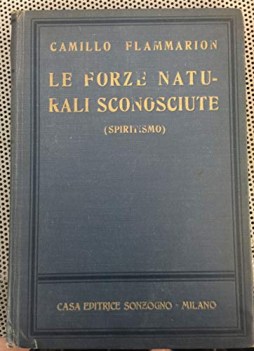 CAMILLO FLAMMARION
LE FORZE NATU-
RALI SCONOSCIUTE
(SPIRITISMO)
CASA EDITRICE SONZOGNO - MILANO